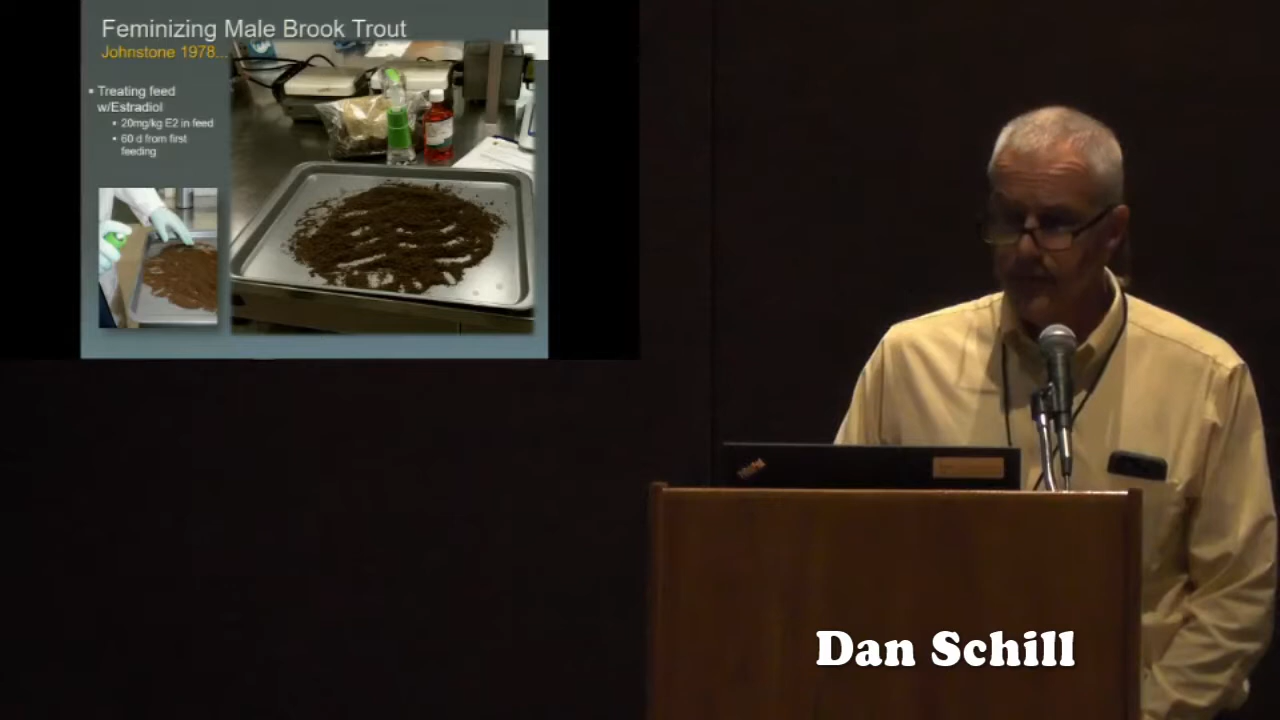 Feminizing Male Brook Trout
Johnstone 1978...
▪ Treating feed
w/Estradiol
▪ 20mg/kg E2 in feed
▪ 60 d from first
feeding
Dan Schill